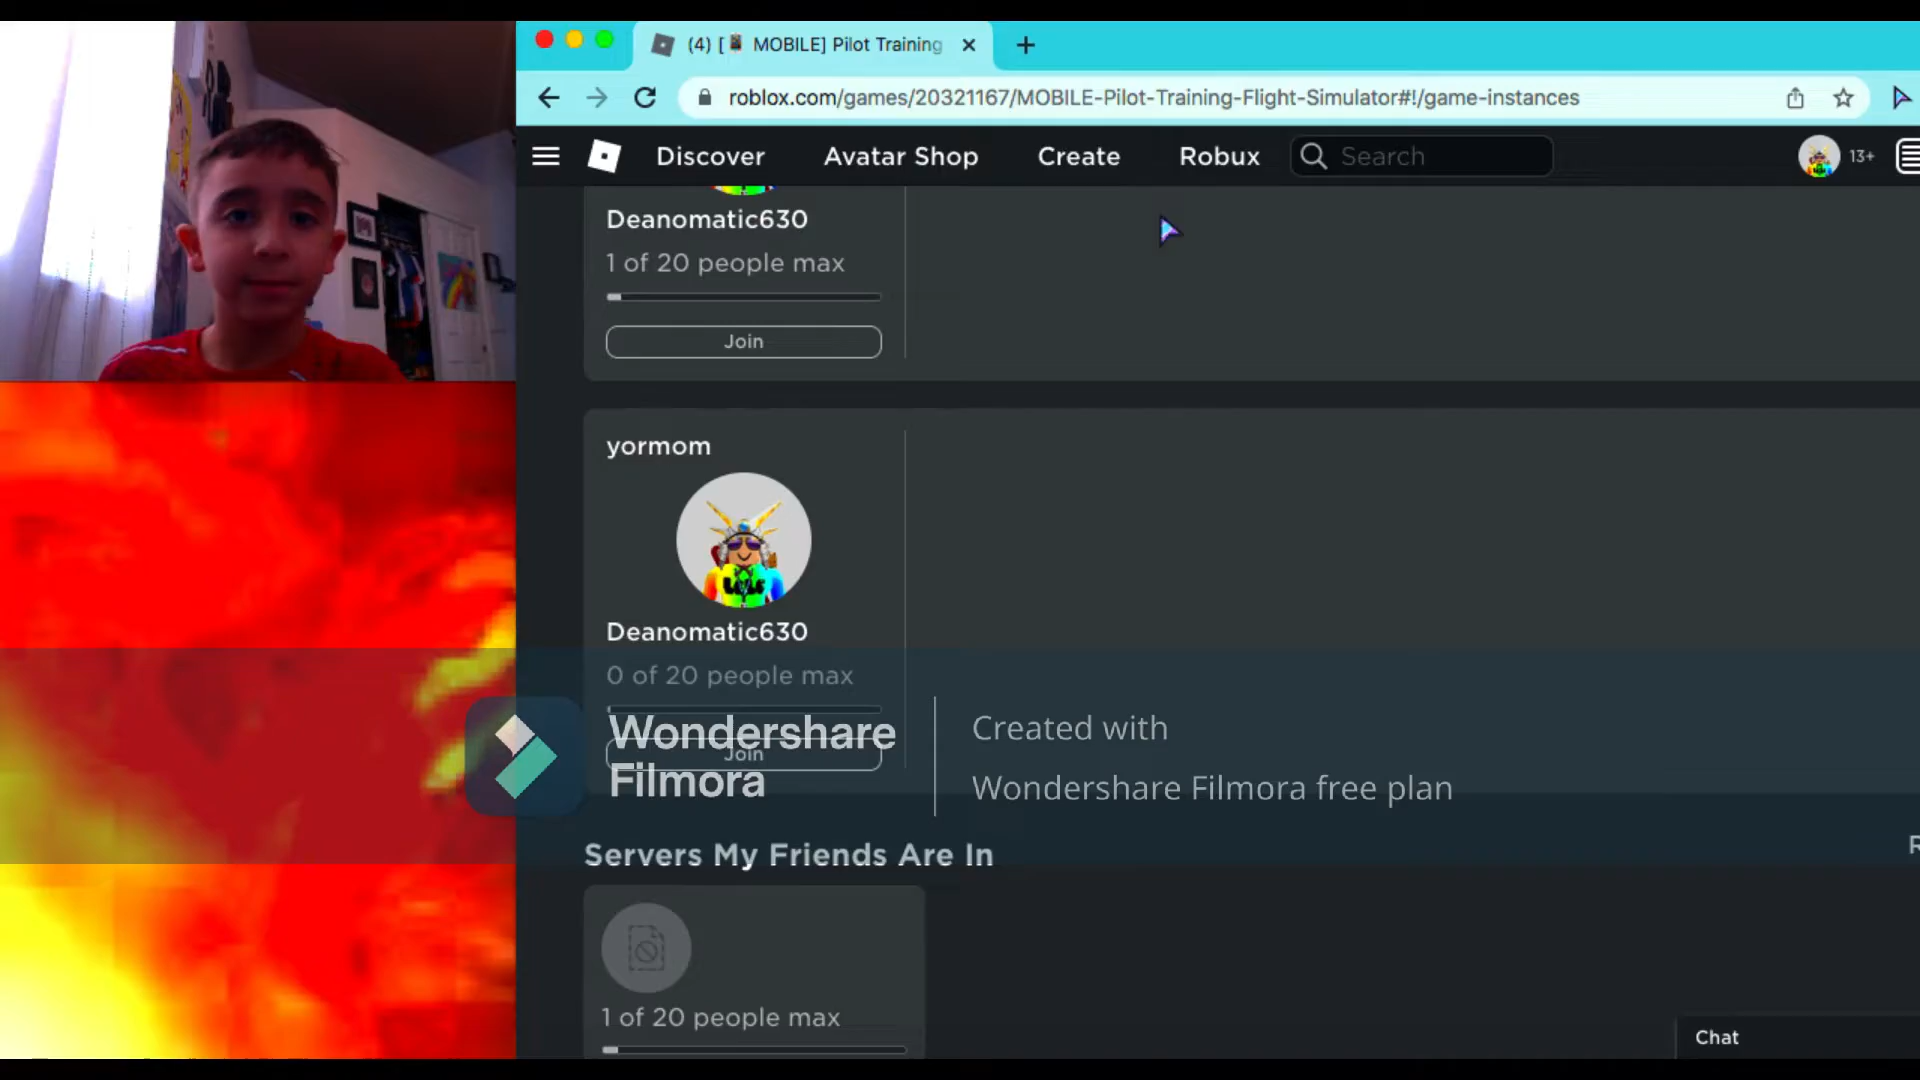 (4) [ MOBILE] Pilot Training
roblox.com/games/20321167/MOBILE-Pilot-Training-Flight-Simulator#!/game-instances
Discover
Avatar Shop
Create
Robux
Search
13+
Deanomatic630
1 of 20 people max
Join
yormom
Deanomatic630
0 of 20 people max
Join
Wondershare
Filmora
Created with
Wondershare Filmora free plan
Servers My Friends Are In
1 of 20 people max
Chat